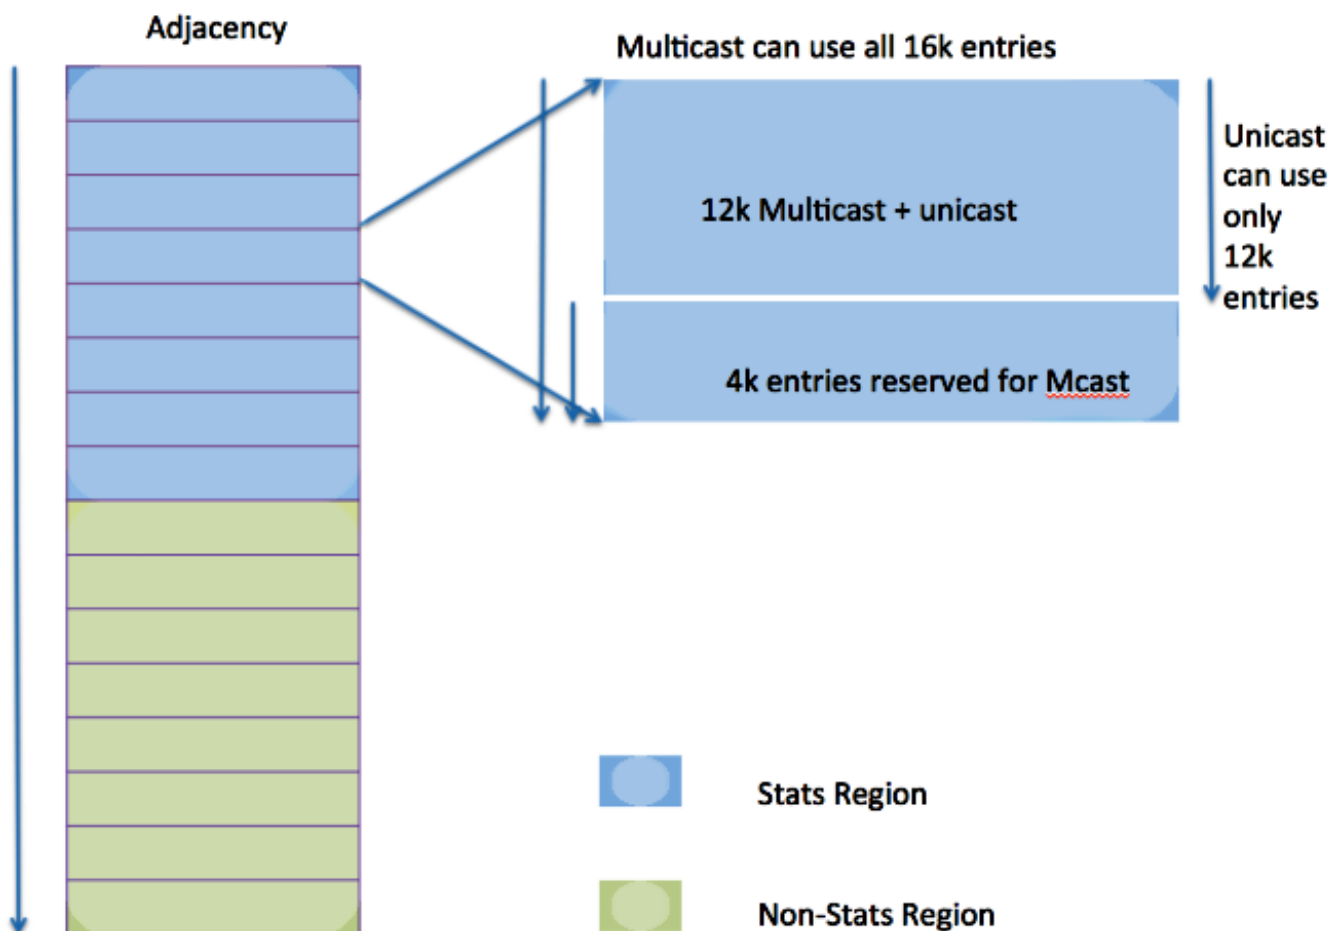 Adjacency
Multicast can use all 16k entries
12k Multicast + unicast
4k entries reserved for Mcast
Unicast
can use
only
12k
entries
Stats Region
Non-Stats Region